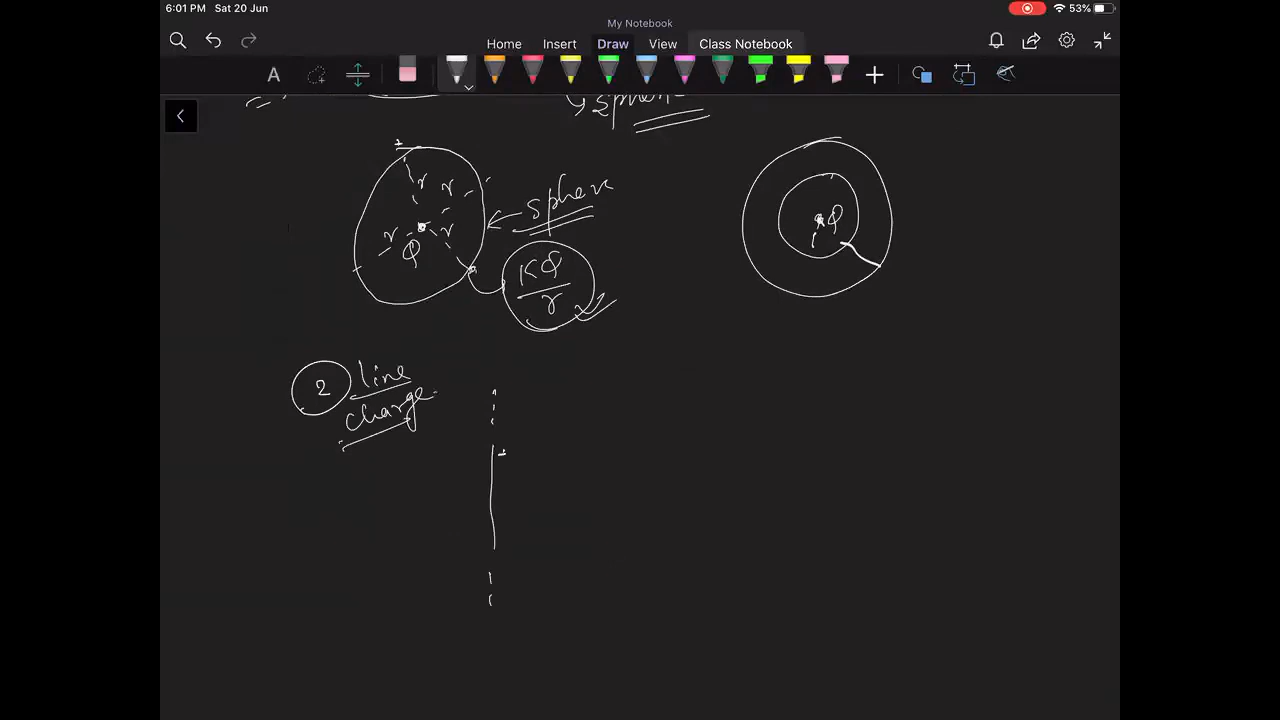 6:01 PM Sat 20 Jun
53%
My Notebook
Home Insert Draw View Class Notebook
A
sphere
r r
sphere
r r
Q
KQ
r
Q
2 line
charge
+